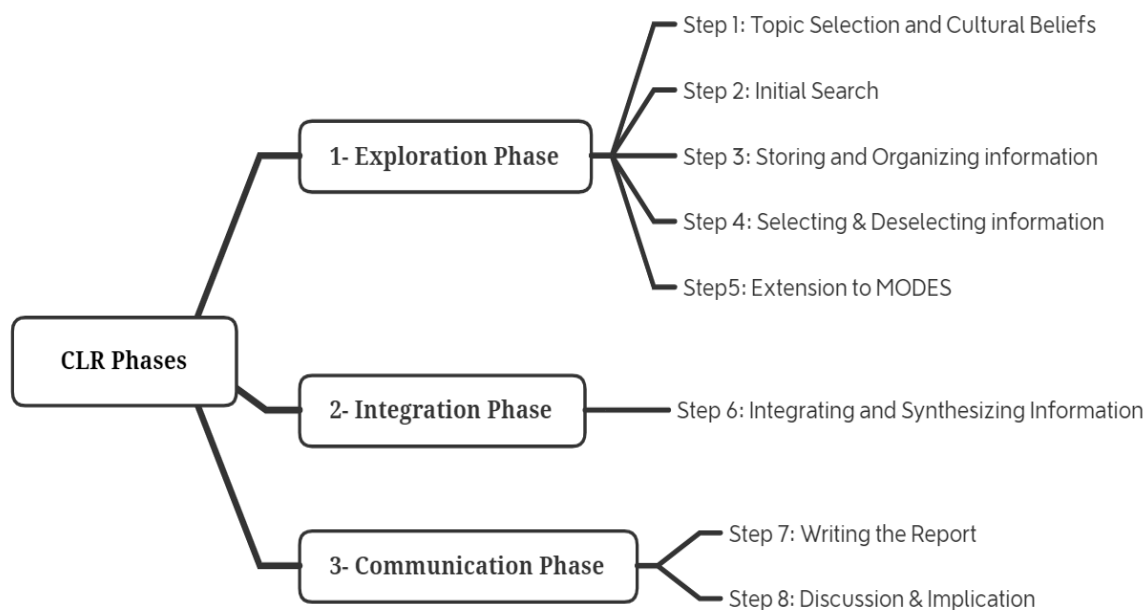 Step 1: Topic Selection and Cultural Beliefs
Step 2: Initial Search
1- Exploration Phase
Step 3: Storing and Organizing information
Step 4: Selecting & Deselecting information
Step5: Extension to MODES
CLR Phases
2- Integration Phase
Step 6: Integrating and Synthesizing Information
Step 7: Writing the Report
3- Communication Phase
Step 8: Discussion & Implication